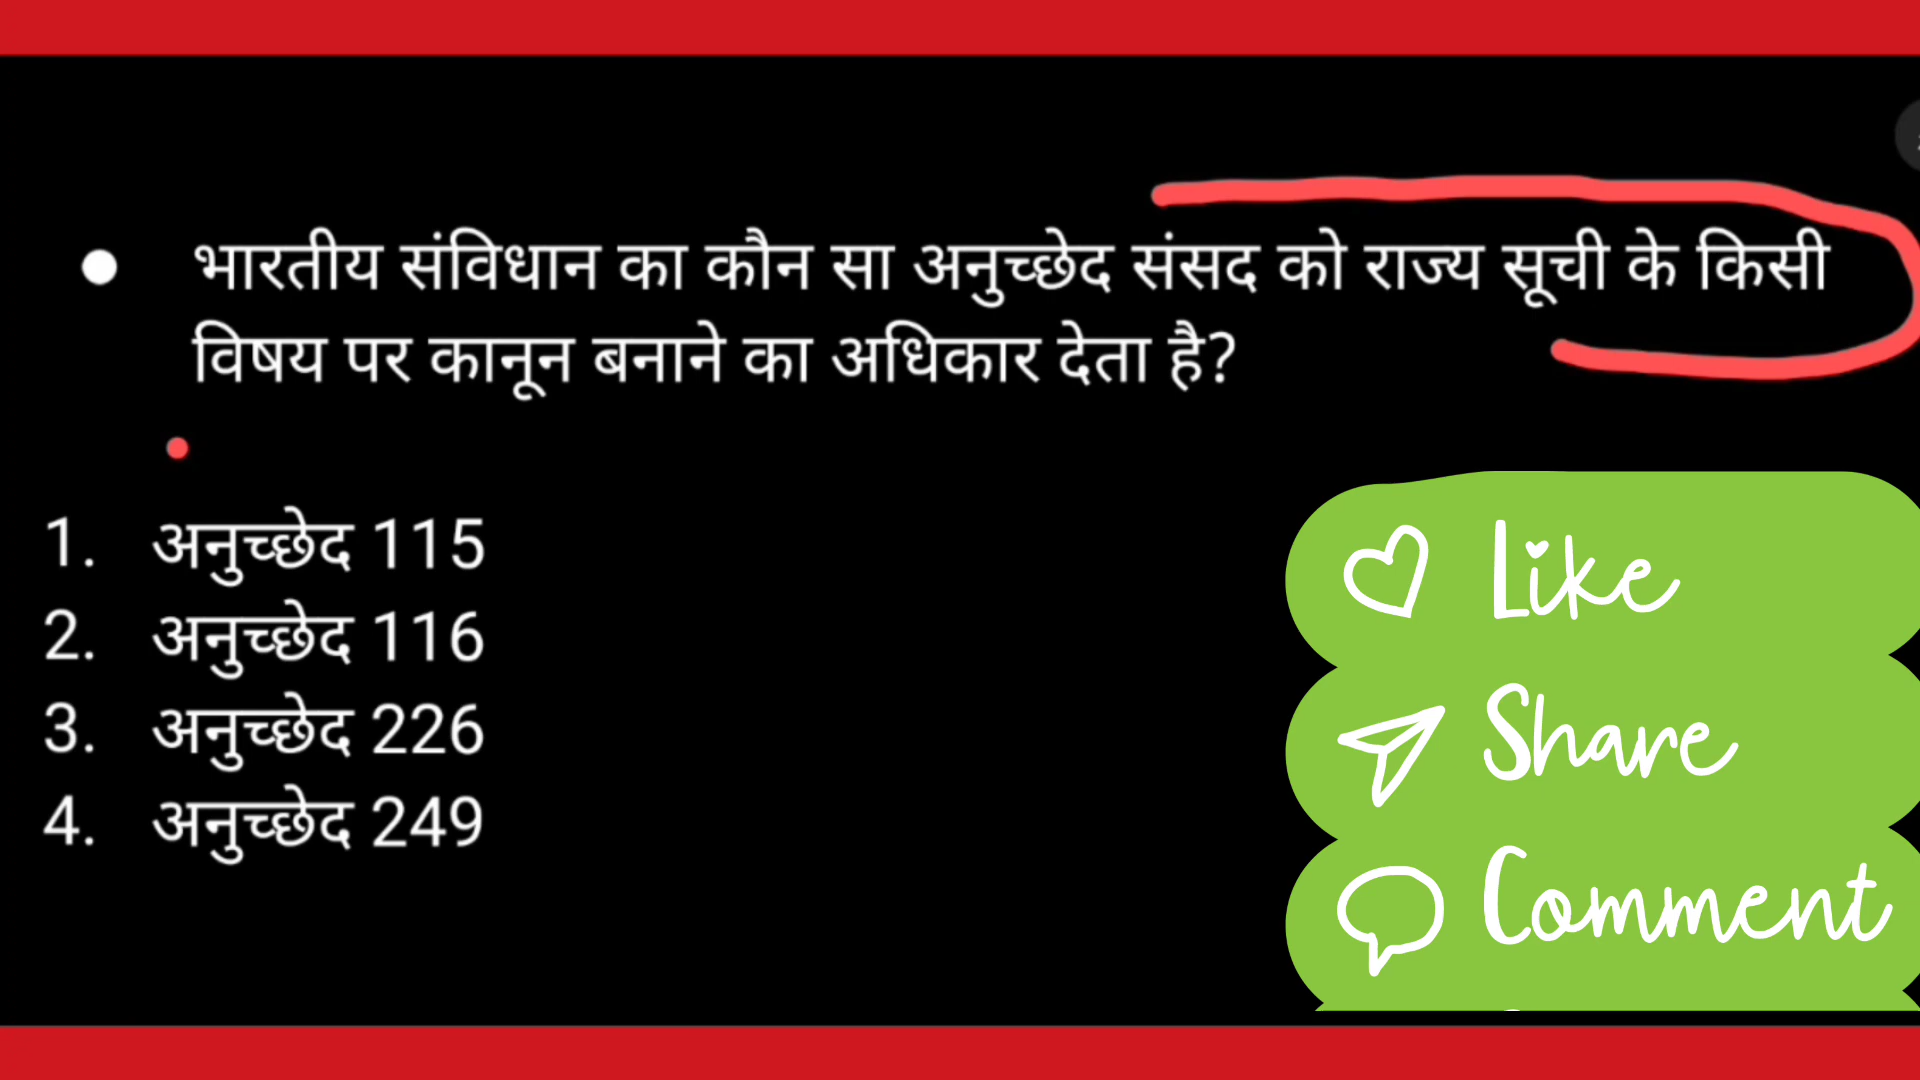 ● भारतीय संविधान का कौन सा अनुच्छेद संसद को राज्य सूची के किसी
विषय पर कानून बनाने का अधिकार देता है?
1. अनुच्छेद 115
2. अनुच्छेद 116
3. अनुच्छेद 226
4. अनुच्छेद 249
Like
Share
Comment